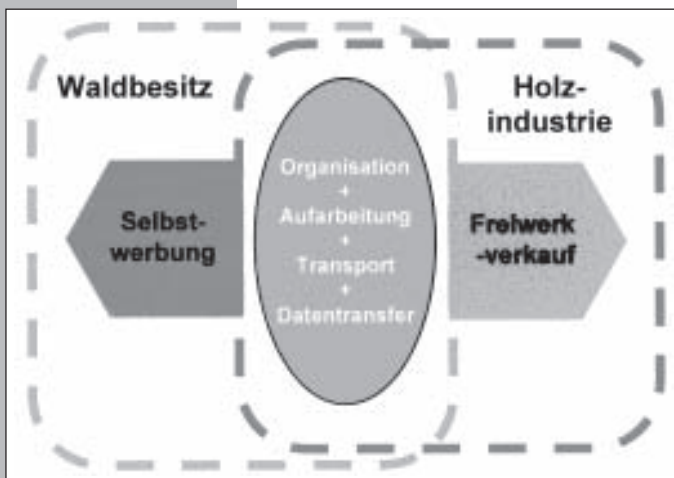 Waldbesitz
Holz-
industrie
Selbst-
werbung
Organisation
+
Aufarbeitung
+
Transport
+
Datentransfer
Freiwerk
-verkauf